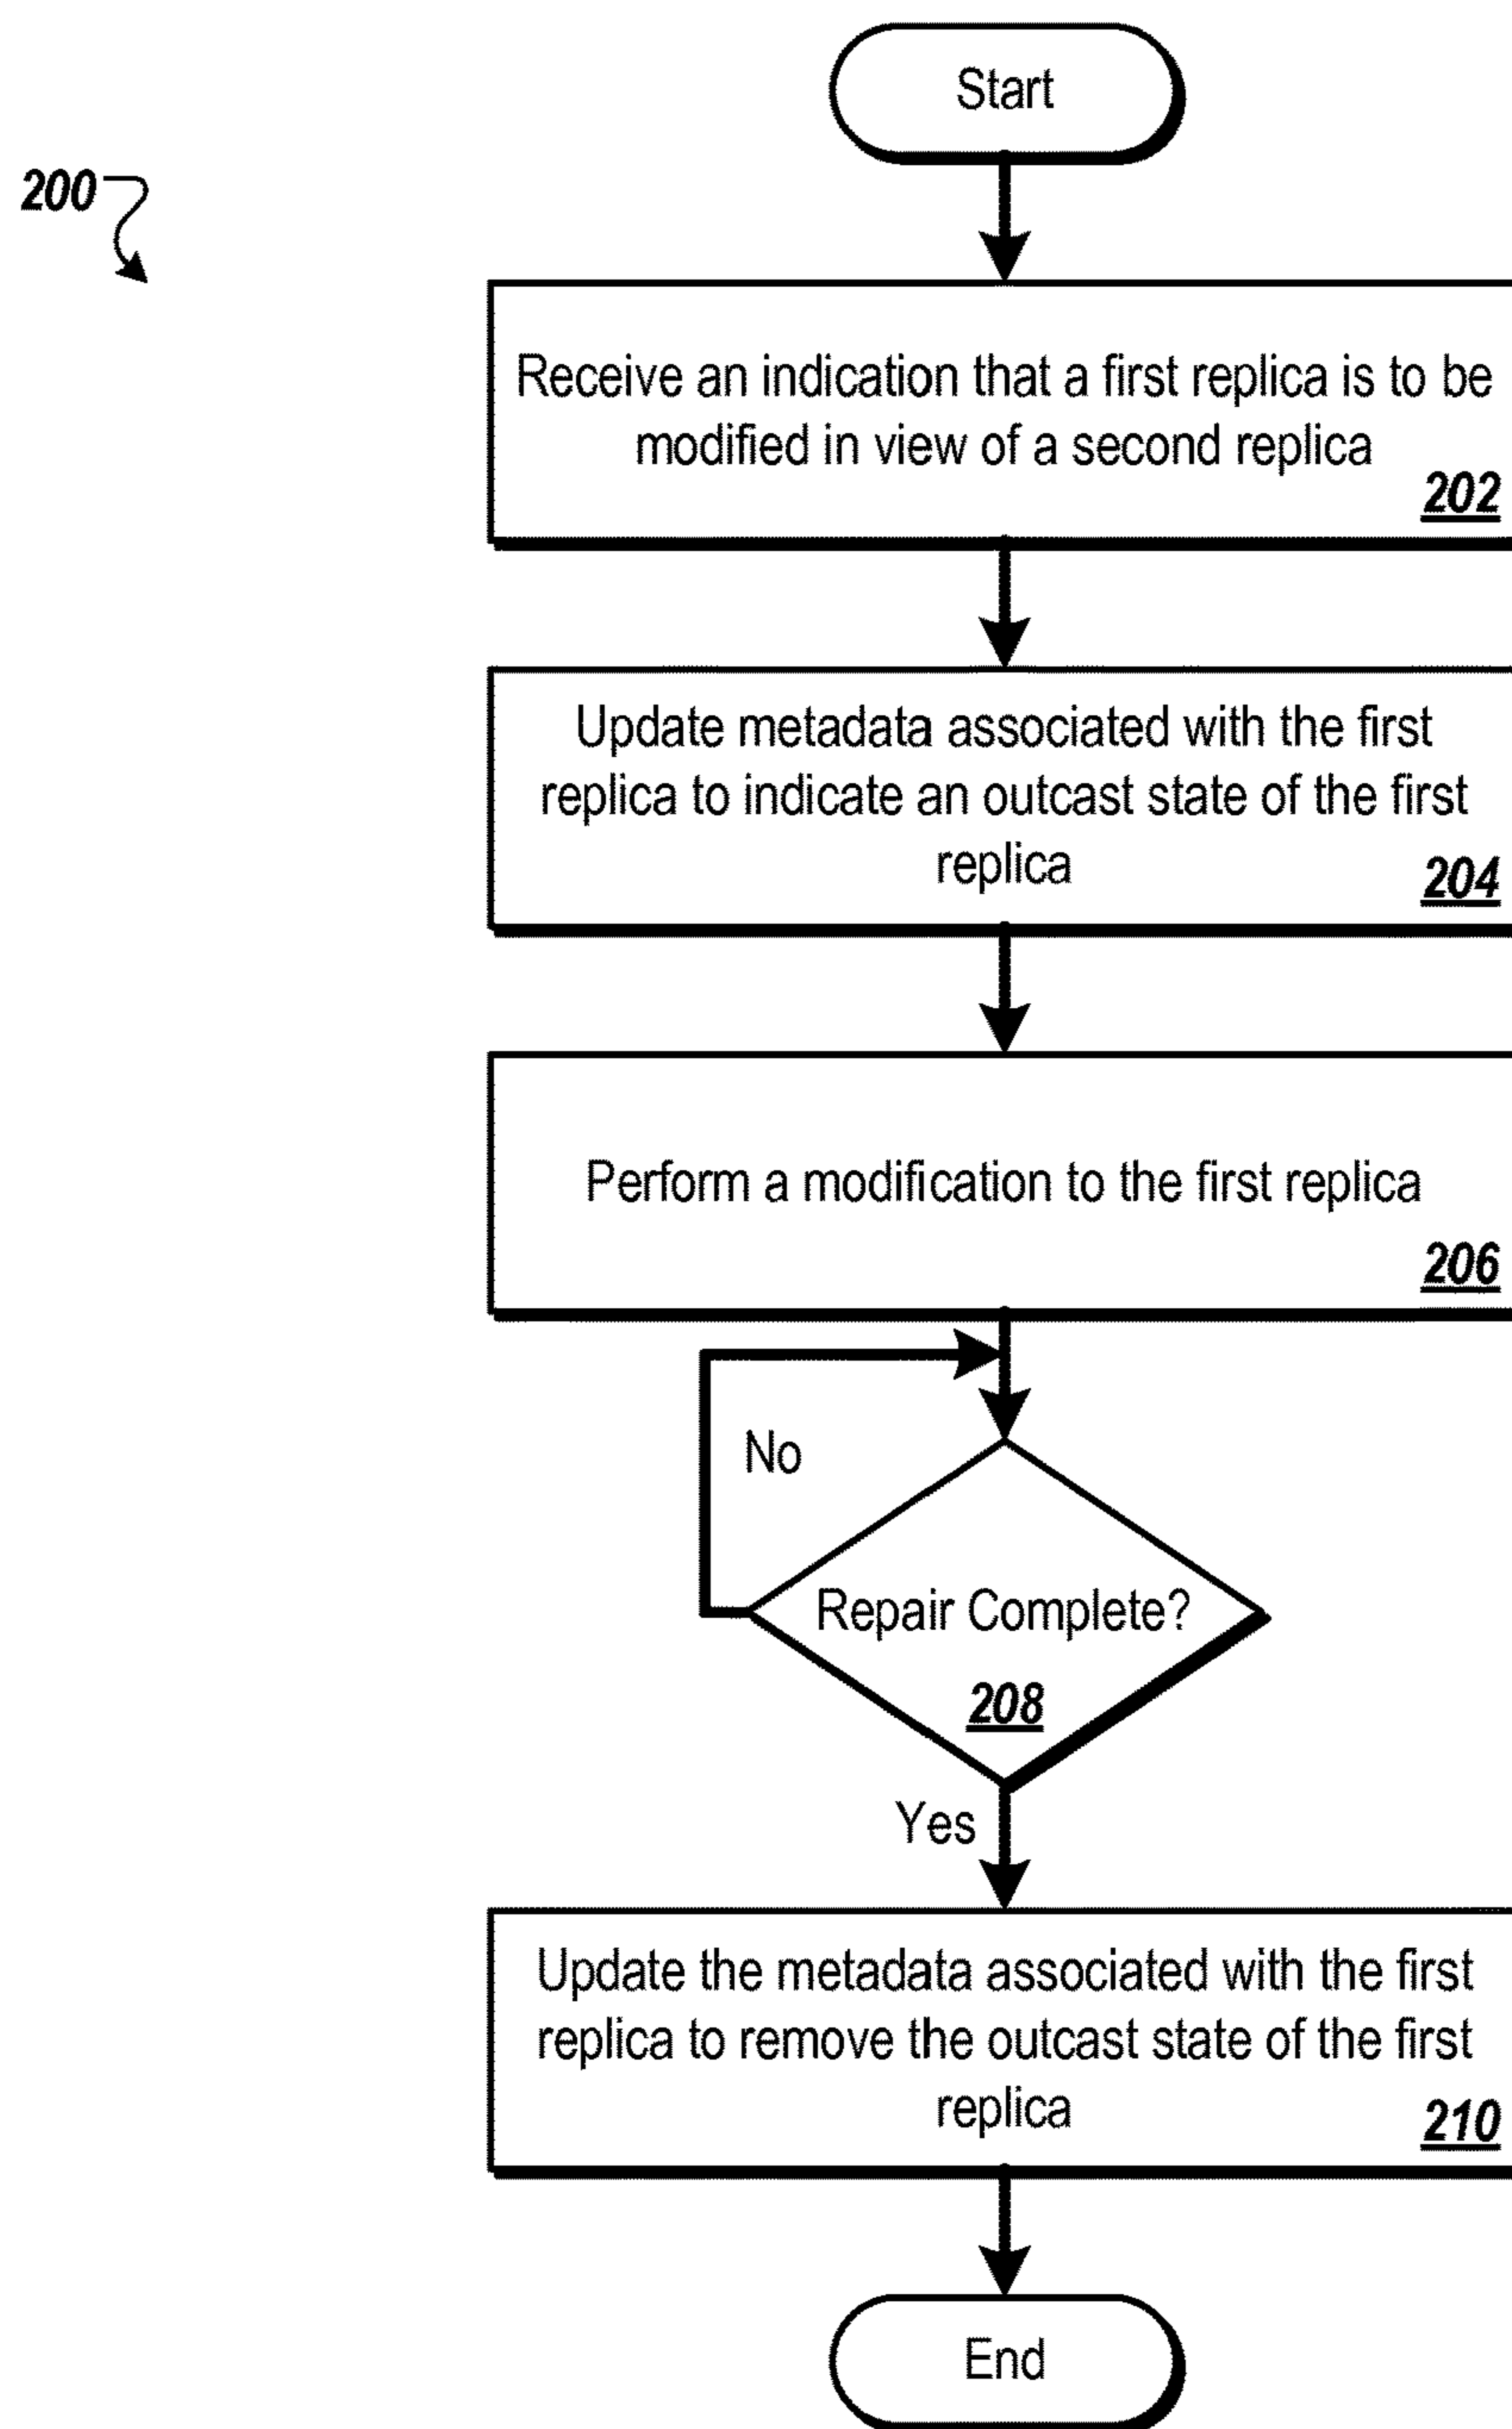 Start
200
Receive an indication that a first replica is to be
modified in view of a second replica
202
Update metadata associated with the first
replica to indicate an outcast state of the first
replica
204
Perform a modification to the first replica
206
No
Repair Complete?
208
Yes
Update the metadata associated with the first
replica to remove the outcast state of the first
replica
210
End